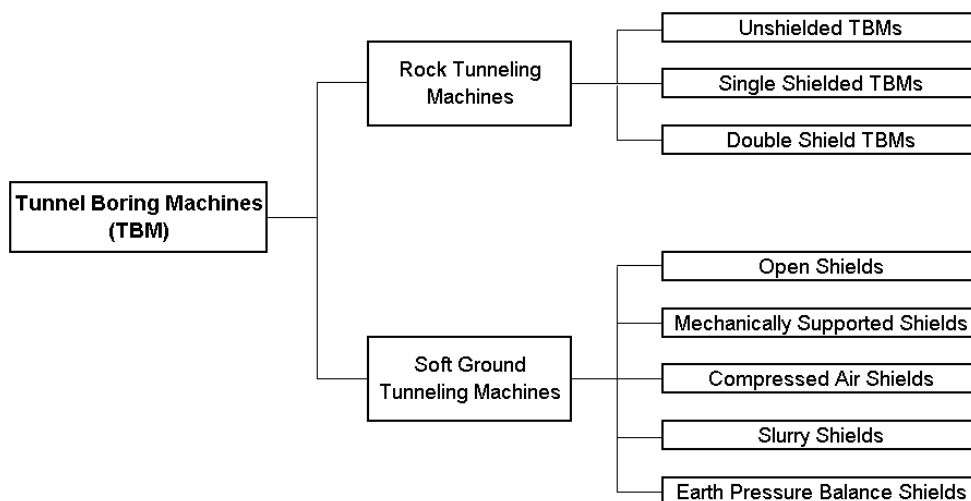 Unshielded TBMs
Rock Tunneling
Machines
Single Shielded TBMs
Double Shield TBMs
Tunnel Boring Machines
(TBM)
Open Shields
Mechanically Supported Shields
Soft Ground
Tunneling Machines
Compressed Air Shields
Slurry Shields
Earth Pressure Balance Shields